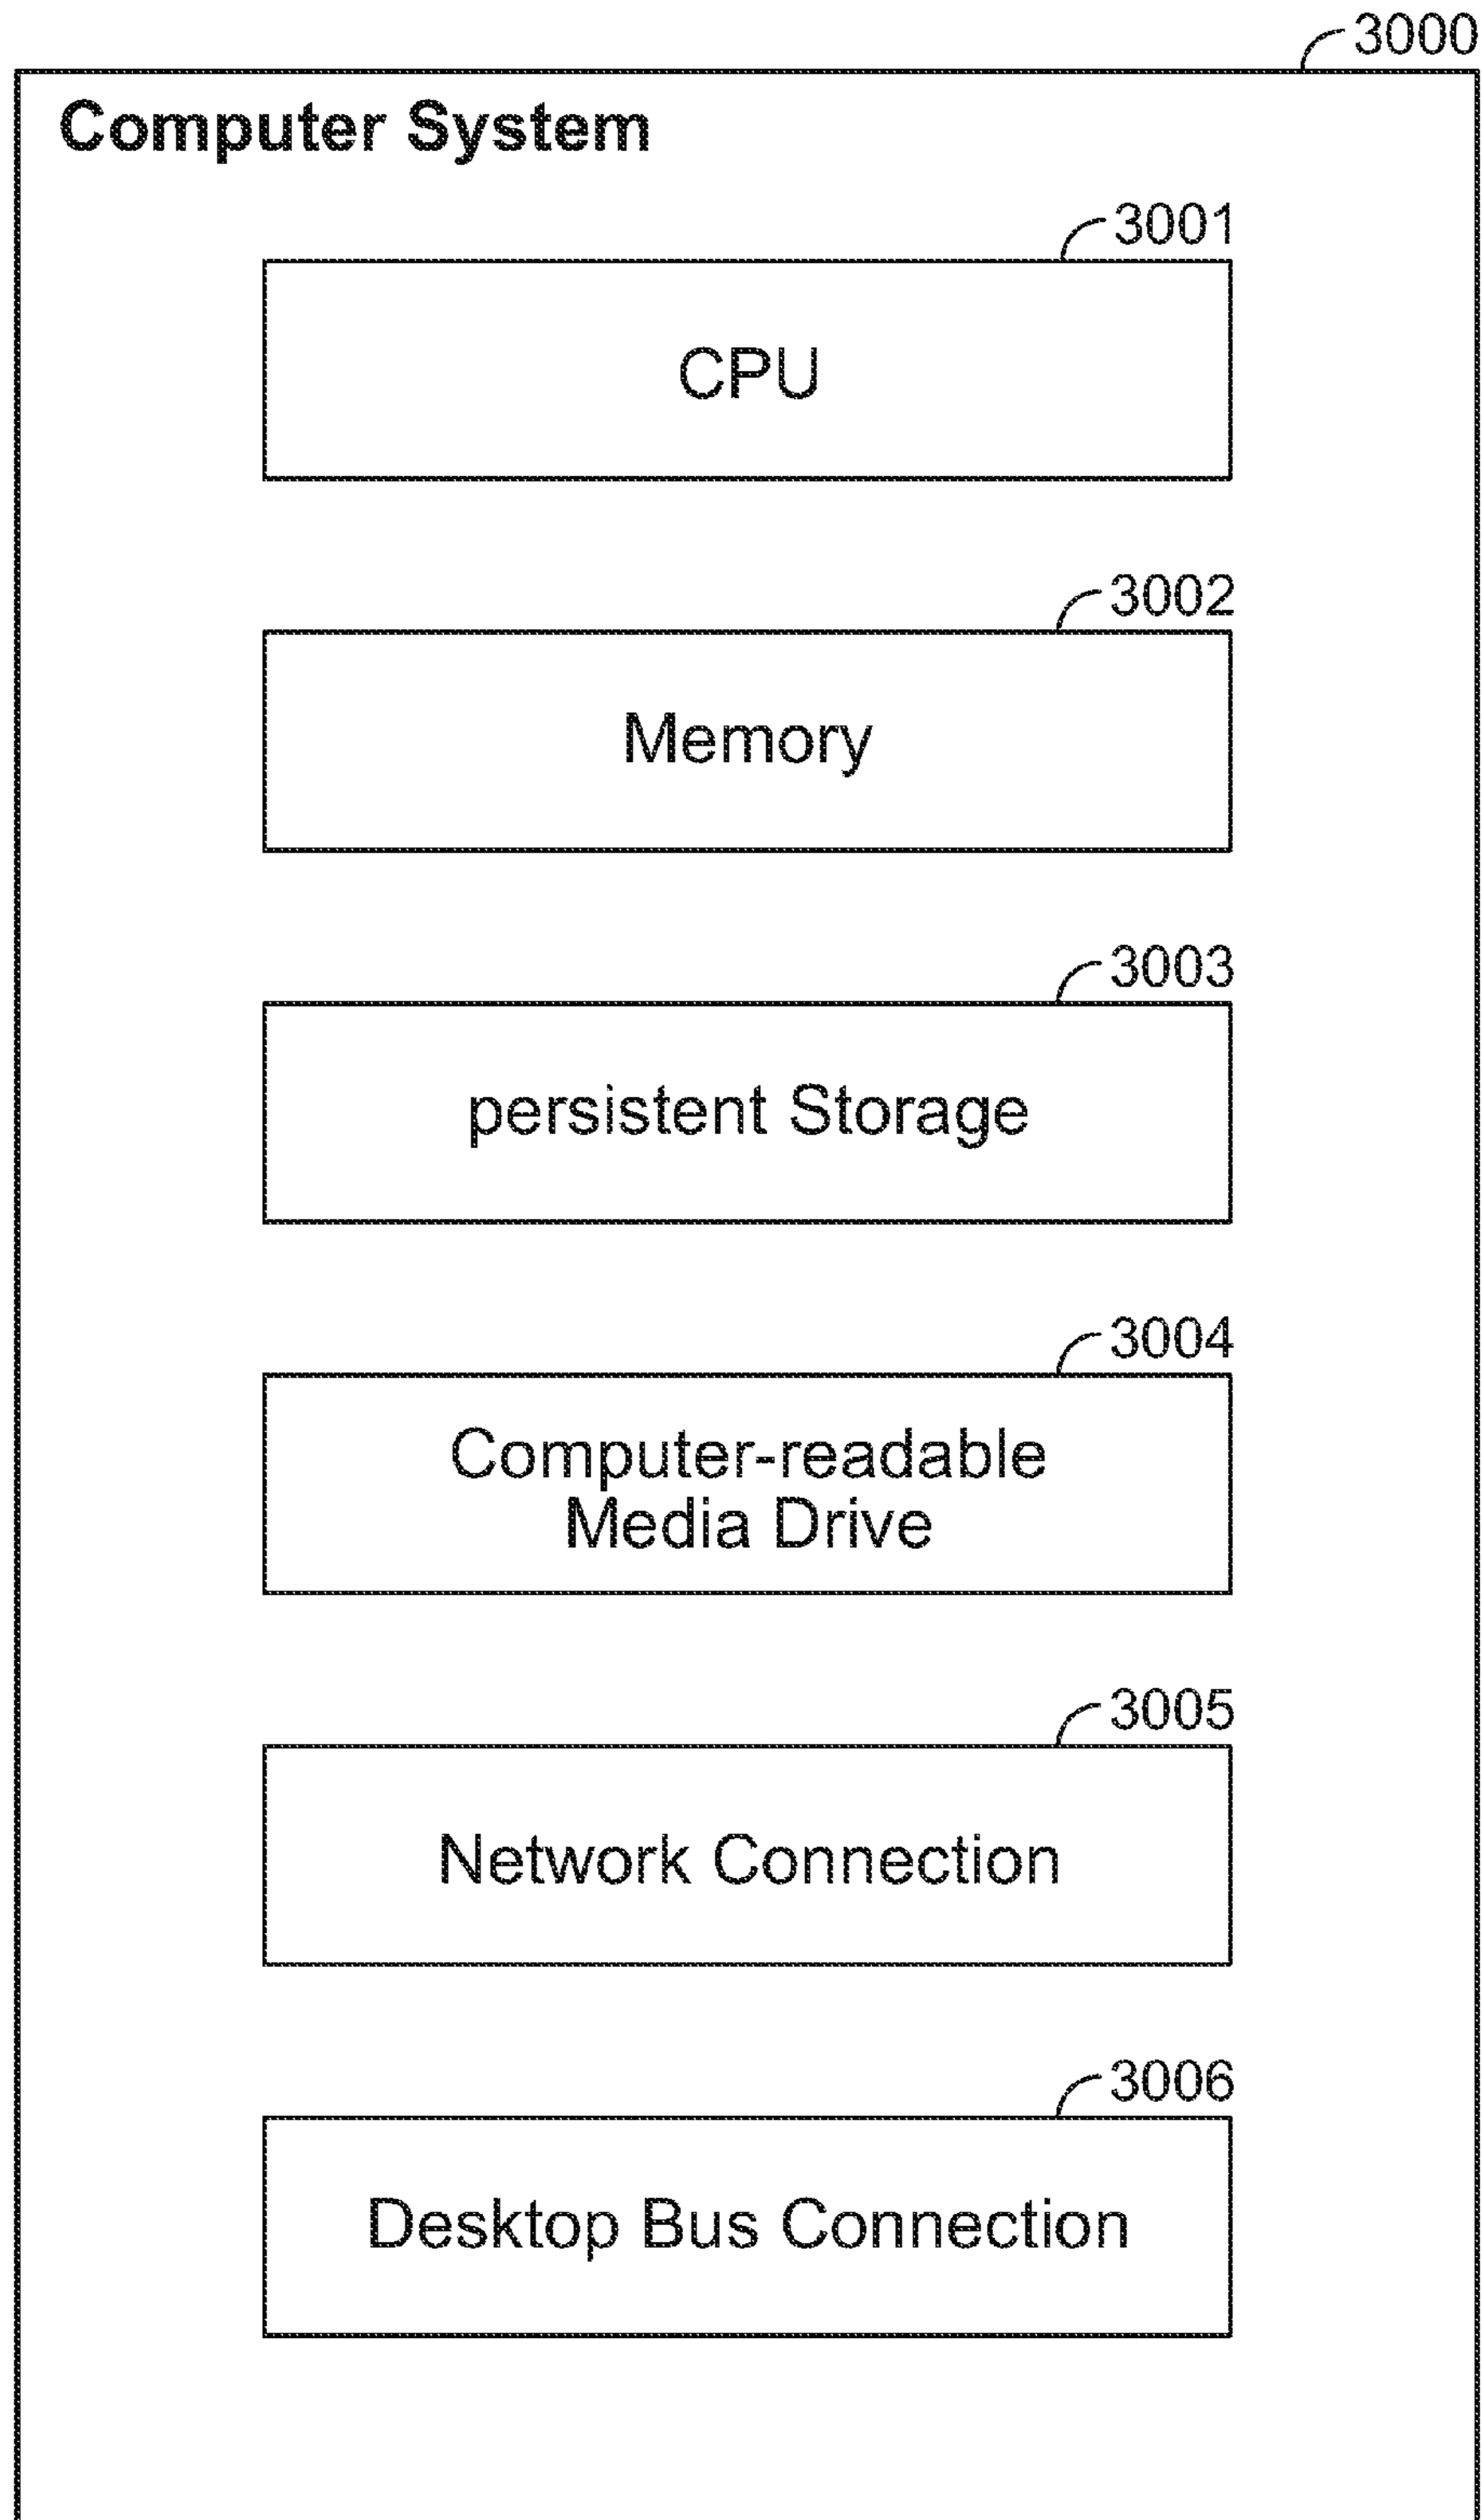 3000
Computer System
3001
CPU
3002
Memory
3003
persistent Storage
3004
Computer-readable
Media Drive
3005
Network Connection
3006
Desktop Bus Connection